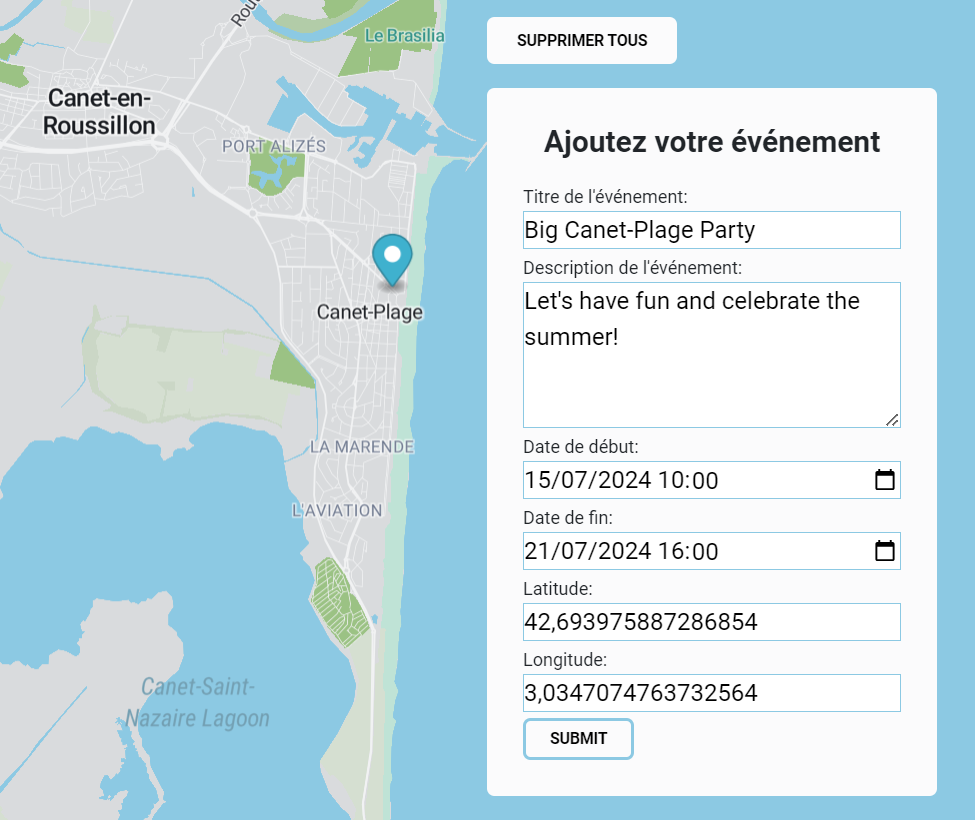 Rou
Le Brasilia
Canet-en-
Roussillon
PORT ALIZÉS
Canet-Plage
LA MARENDE
L'AVIATION
Canet-Saint-
Nazaire Lagoon
SUPPRIMER TOUS
Ajoutez votre événement
Titre de l'événement:
Big Canet-Plage Party
Description de l'événement:
Let's have fun and celebrate the
summer!
Date de début:
15/07/2024 10:00
Date de fin:
21/07/2024 16:00
Latitude:
42,693975887286854
Longitude:
3,0347074763732564
SUBMIT